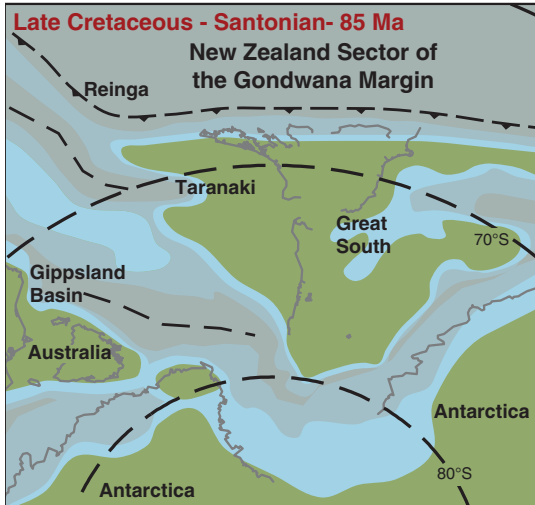 Late Cretaceous - Santonian- 85 Ma
New Zealand Sector of
the Gondwana Margin
Reinga
Taranaki
Great
South
70°S
Gippsland
Basin
Australia
Antarctica
80°S
Antarctica